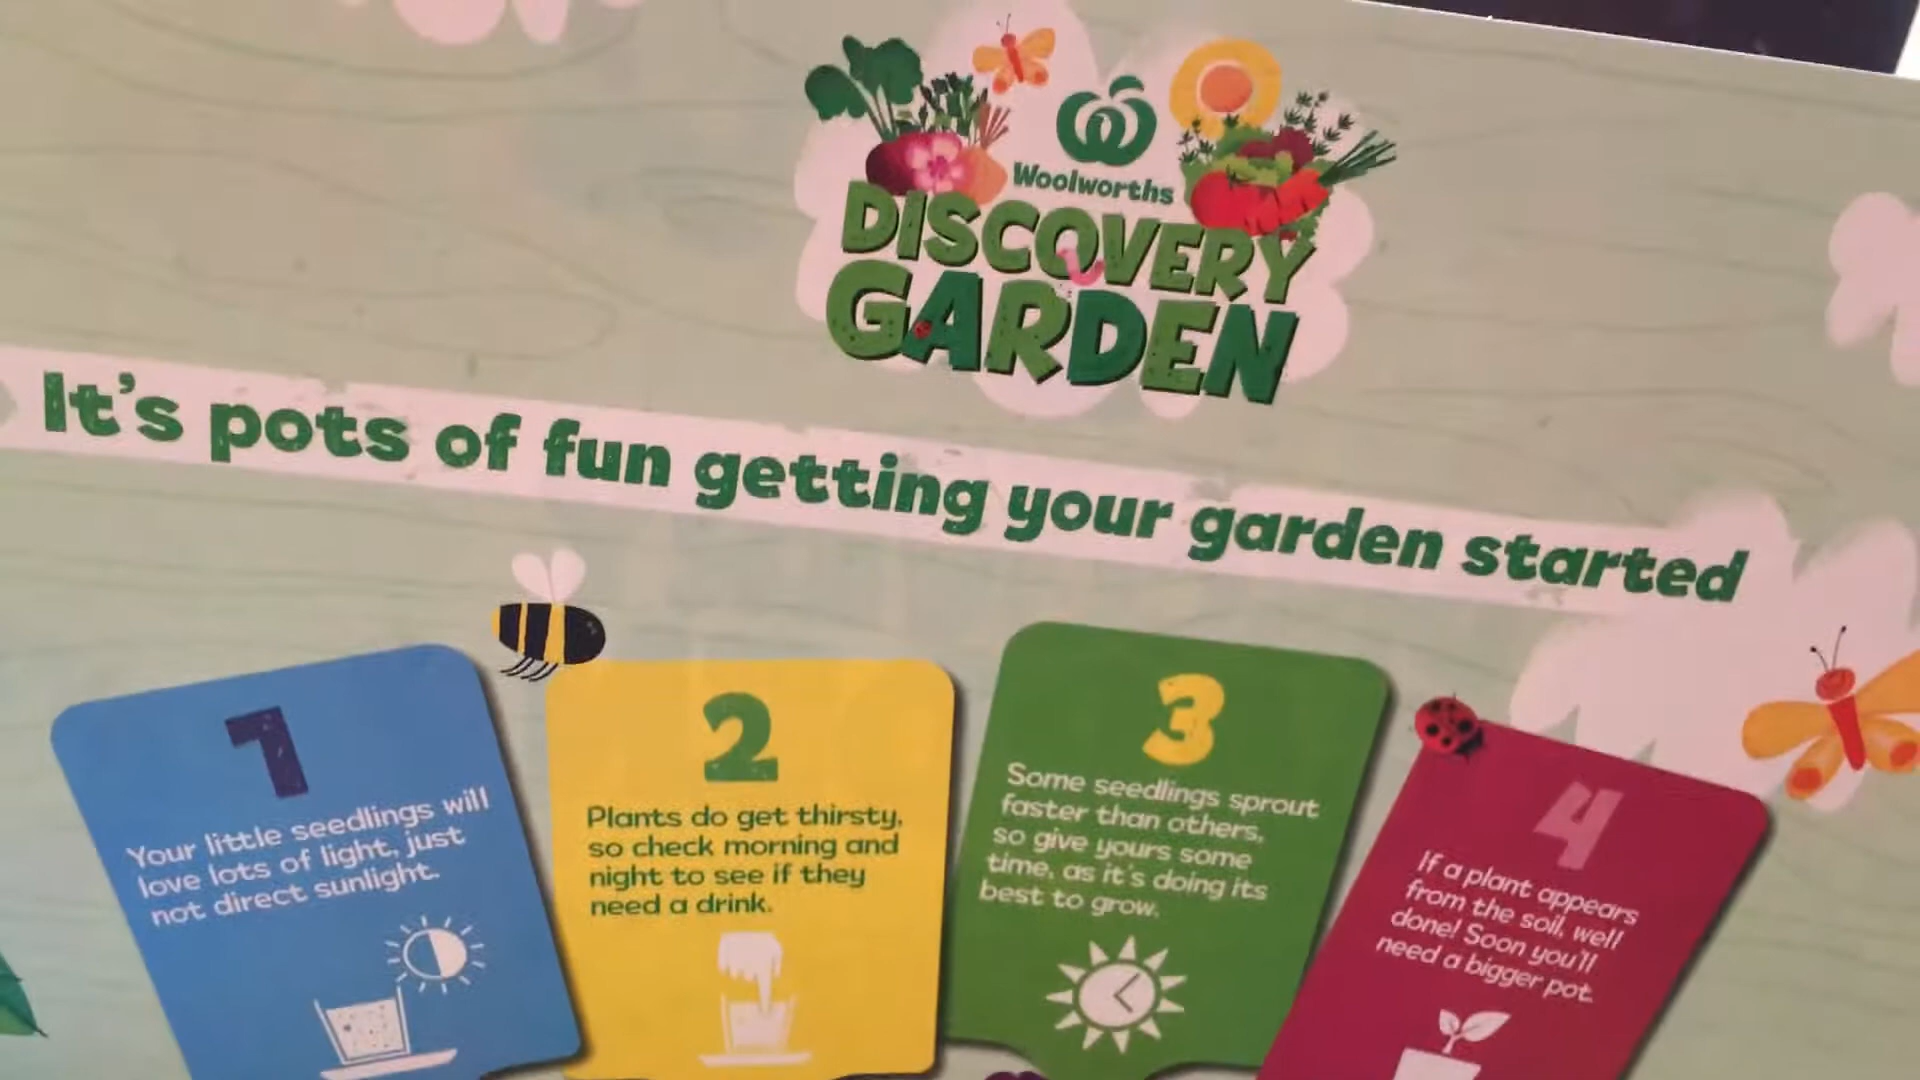 Woolworths
DISCOVERY
GARDEN
It's pots of fun getting your garden started
1
Your little seedlings will
love lots of light, just
not direct sunlight.
2
Plants do get thirsty,
so check morning and
night to see if they
need a drink.
3
Some seedlings sprout
faster than others,
so give yours some
time, as it's doing its
best to grow.
4
If a plant appears
from the soil, well
done! Soon you'll
need a bigger pot.